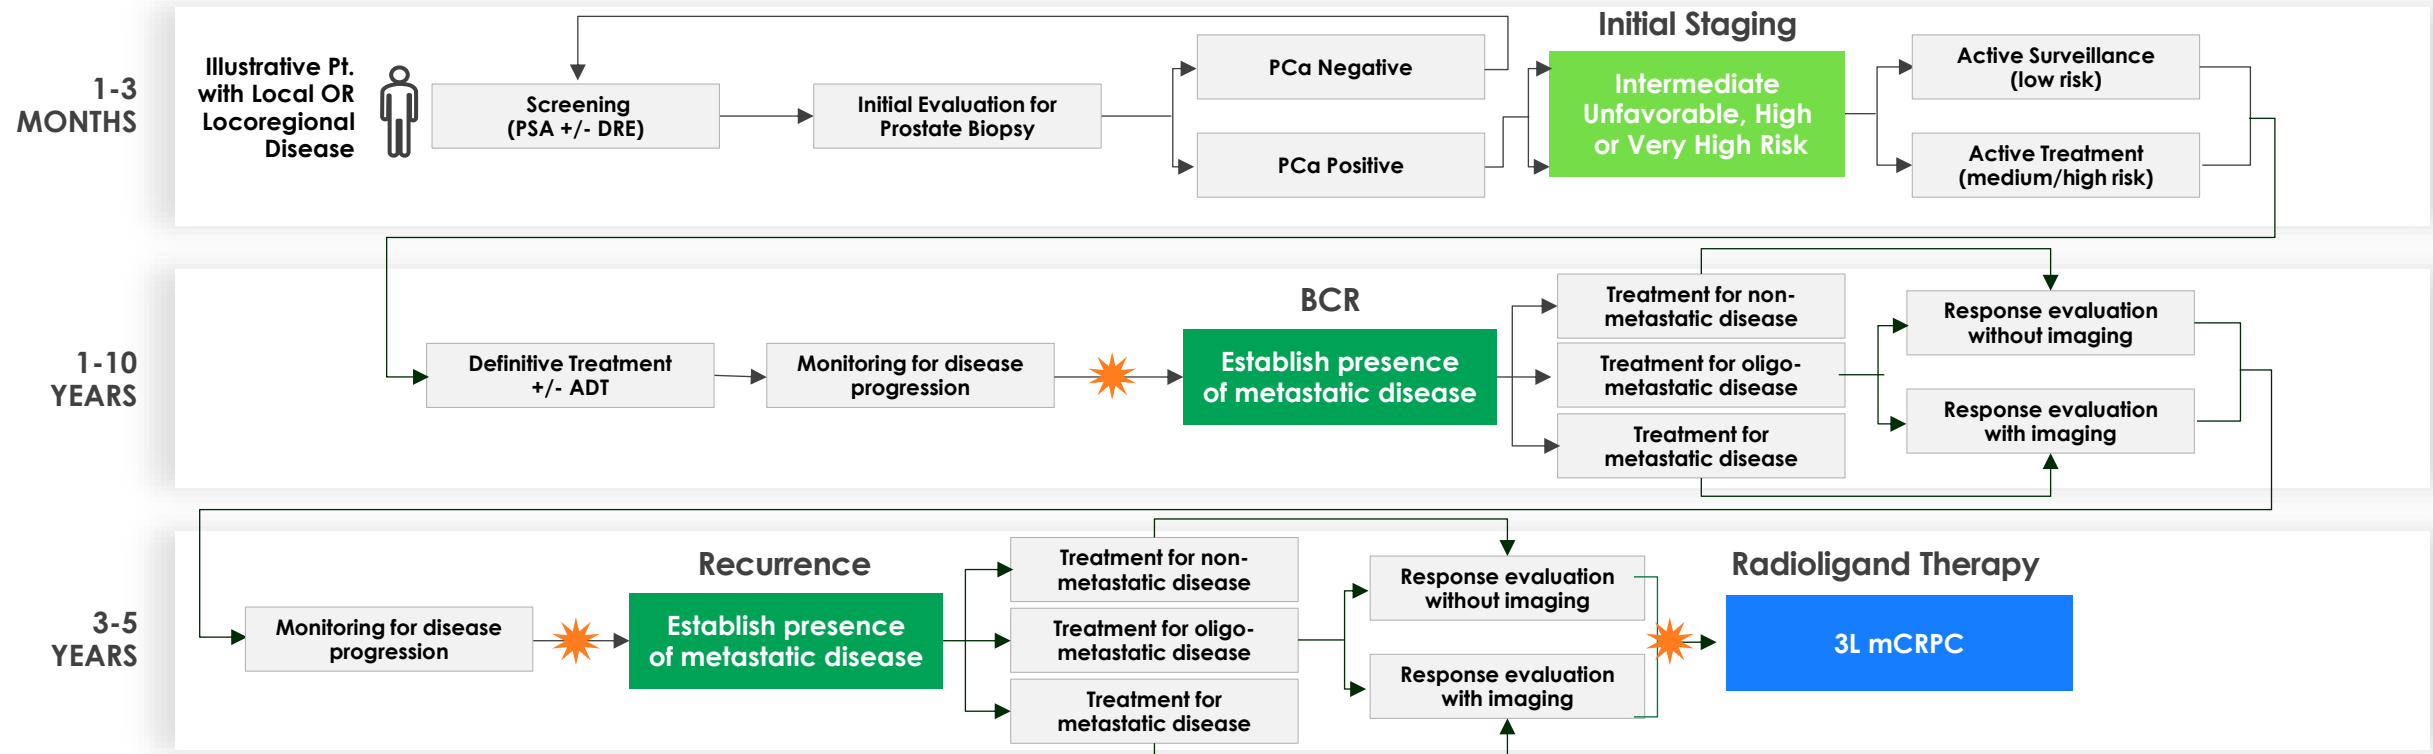 1-3
MONTHS
Illustrative Pt.
with Local OR
Locoregional
Disease
Screening
(PSA +/- DRE)
Initial Evaluation for
Prostate Biopsy
PCa Negative
PCa Positive
Initial Staging
Intermediate
Unfavorable, High
or Very High Risk
Active Surveillance
(low risk)
Active Treatment
(medium/high risk)
1-10
YEARS
Definitive Treatment
+/- ADT
Monitoring for disease
progression
BCR
Establish presence
of metastatic disease
Treatment for non-
metastatic disease
Treatment for oligo-
metastatic disease
Treatment for
metastatic disease
Response evaluation
without imaging
Response evaluation
with imaging
3-5
YEARS
Monitoring for disease
progression
Recurrence
Establish presence
of metastatic disease
Treatment for non-
metastatic disease
Treatment for oligo-
metastatic disease
Treatment for
metastatic disease
Response evaluation
without imaging
Response evaluation
with imaging
Radioligand Therapy
3L mCRPC